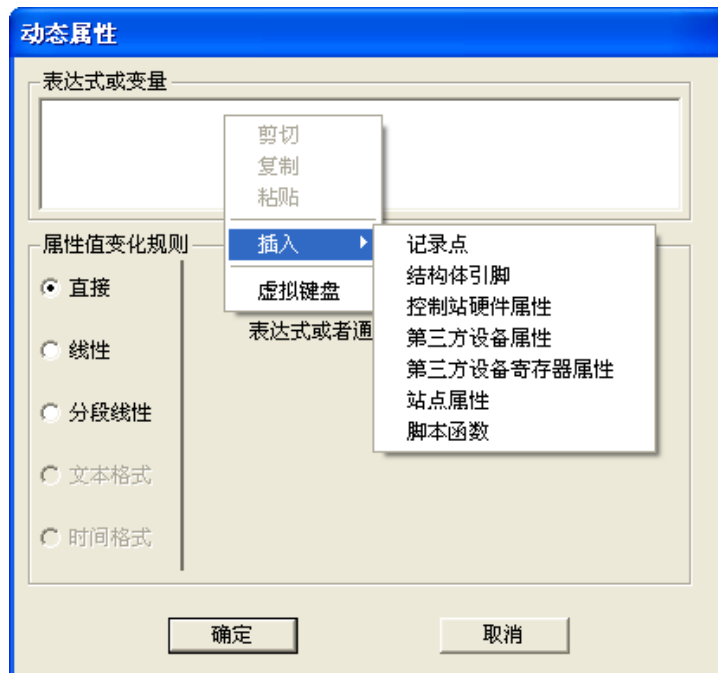 动态属性
表达式或变量
剪切
复制
粘贴
插入
虚拟键盘
记录点
结构体引脚
控制站硬件属性
第三方设备属性
第三方设备寄存器属性
站点属性
脚本函数
属性值变化规则
直接
线性
分段线性
文本格式
时间格式
表达式或者通
确定
取消